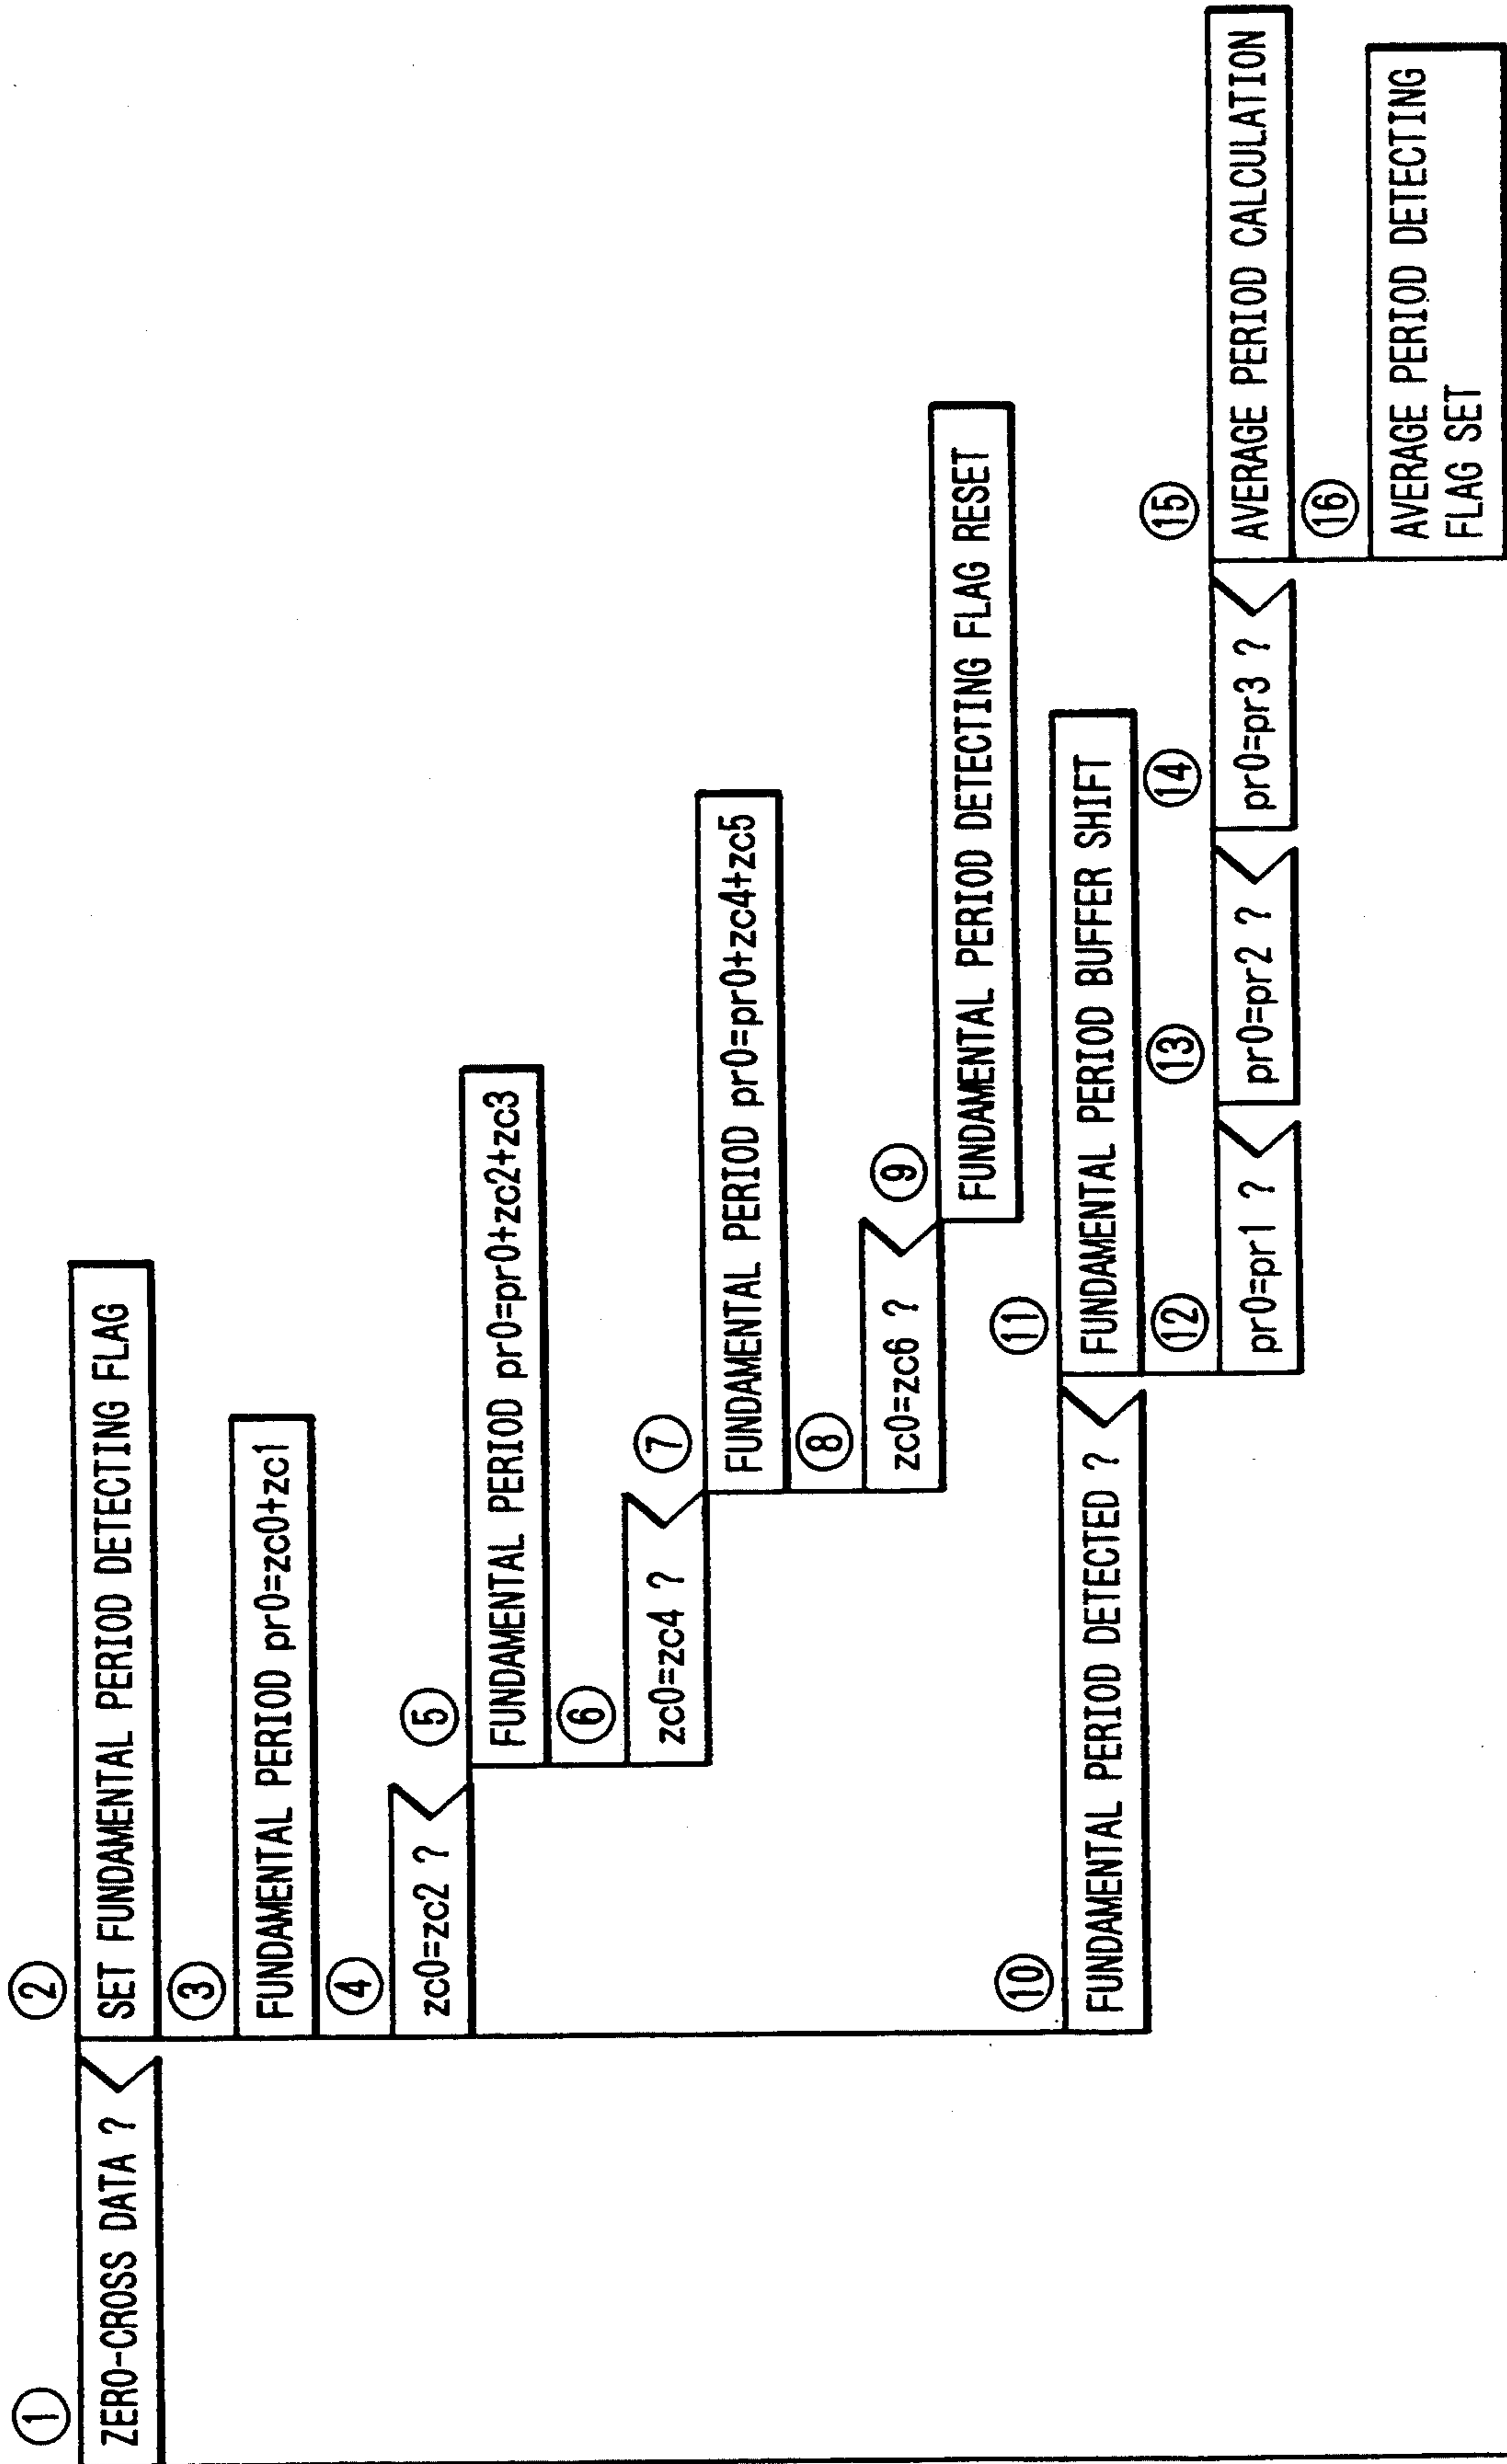 ①
ZERO-CROSS DATA ?
②
SET FUNDAMENTAL PERIOD DETECTING FLAG
③
FUNDAMENTAL PERIOD pr0=zc0+zc1
④
zc0=zc2 ?
⑤
FUNDAMENTAL PERIOD pr0=pr0+zc2+zc3
⑥
zc0=zc4 ?
⑦
FUNDAMENTAL PERIOD pr0=pr0+zc4+zc5
⑧
zc0=zc6 ?
⑨
FUNDAMENTAL PERIOD DETECTING FLAG RESET
⑩
FUNDAMENTAL PERIOD DETECTED ?
⑪
FUNDAMENTAL PERIOD BUFFER SHIFT
⑫
pr0=pr1 ?
⑬
pr0=pr2 ?
⑭
pr0=pr3 ?
⑮
AVERAGE PERIOD CALCULATION
⑯
AVERAGE PERIOD DETECTING
FLAG SET